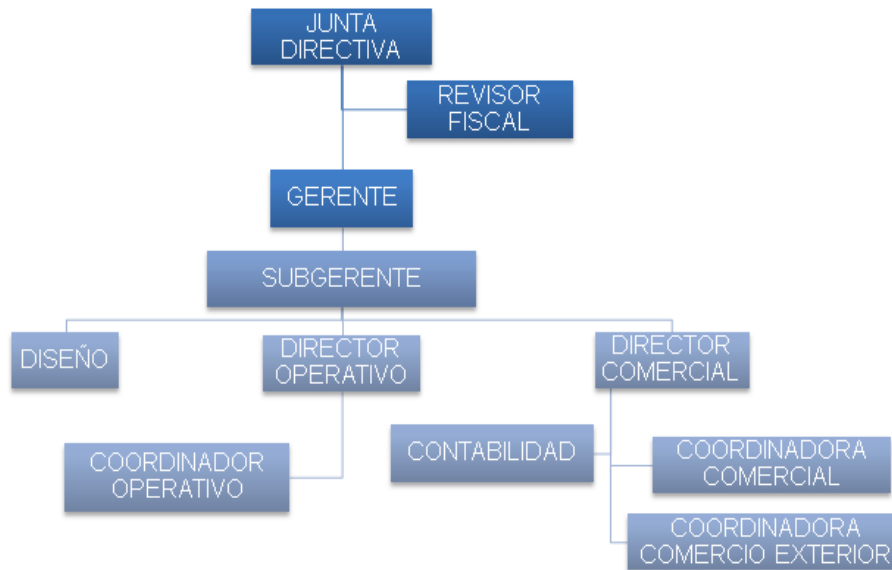 JUNTA
DIRECTIVA
REVISOR
FISCAL
GERENTE
SUBGERENTE
DISEÑO
DIRECTOR
OPERATIVO
DIRECTOR
COMERCIAL
COORDINADOR
OPERATIVO
CONTABILIDAD
COORDINADORA
COMERCIAL
COORDINADORA
COMERCIO EXTERIOR